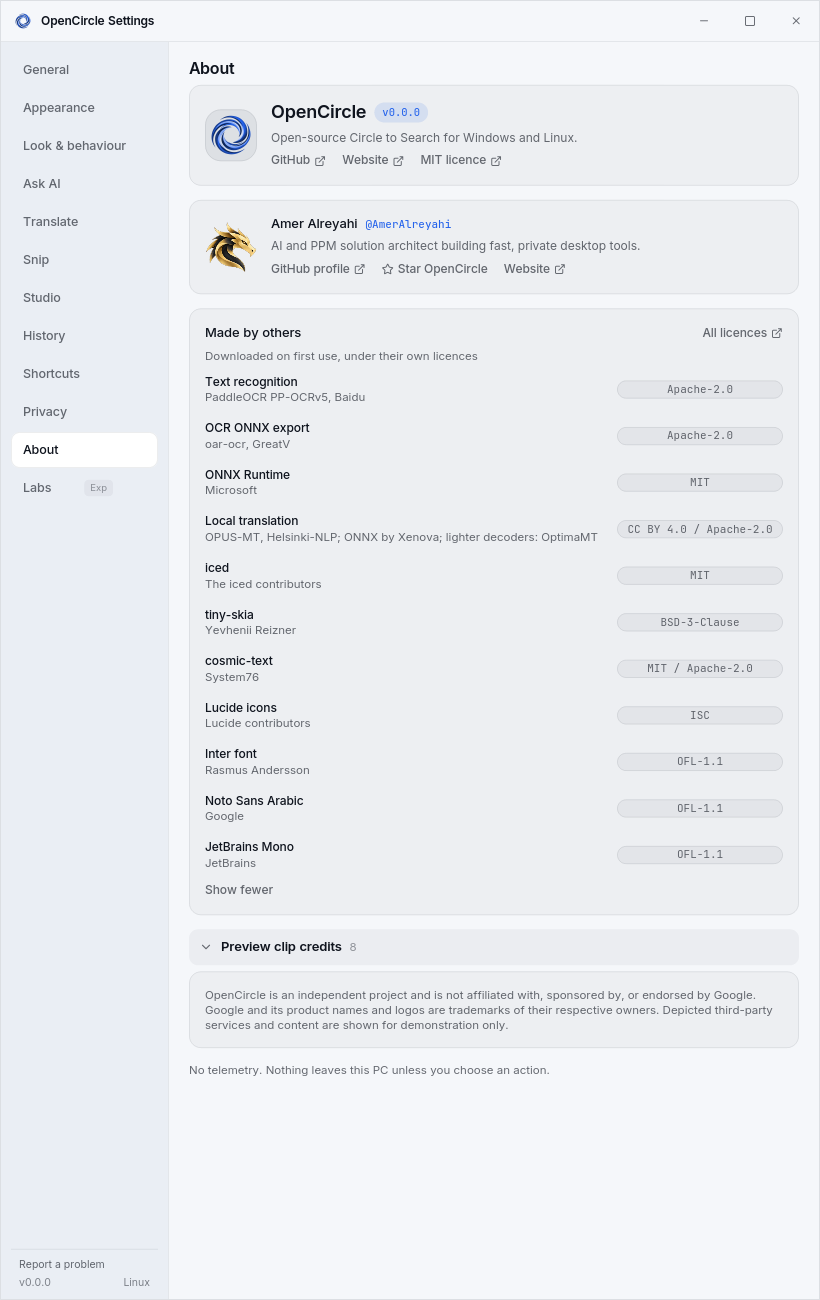 OpenCircle Settings
General
Appearance
Look & behaviour
Ask AI
Translate
Snip
Studio
History
Shortcuts
Privacy
About
Labs Exp
Report a problem
v0.0.0 Linux
About
OpenCircle v0.0.0
Open-source Circle to Search for Windows and Linux.
GitHub Website MIT licence
Amer Alreyahi @AmerAlreyahi
AI and PPM solution architect building fast, private desktop tools.
GitHub profile Star OpenCircle Website
Made by others All licences
Downloaded on first use, under their own licences
Text recognition
PaddleOCR PP-OCRv5, Baidu
Apache-2.0
OCR ONNX export
oar-ocr, GreatV
Apache-2.0
ONNX Runtime
Microsoft
MIT
Local translation
OPUS-MT, Helsinki-NLP; ONNX by Xenova; lighter decoders: OptimaMT
CC BY 4.0 / Apache-2.0
iced
The iced contributors
MIT
tiny-skia
Yevhenii Reizner
BSD-3-Clause
cosmic-text
System76
MIT / Apache-2.0
Lucide icons
Lucide contributors
ISC
Inter font
Rasmus Andersson
OFL-1.1
Noto Sans Arabic
Google
OFL-1.1
JetBrains Mono
JetBrains
OFL-1.1
Show fewer
Preview clip credits 8
OpenCircle is an independent project and is not affiliated with, sponsored by, or endorsed by Google.
Google and its product names and logos are trademarks of their respective owners. Depicted third-party
services and content are shown for demonstration only.
No telemetry. Nothing leaves this PC unless you choose an action.